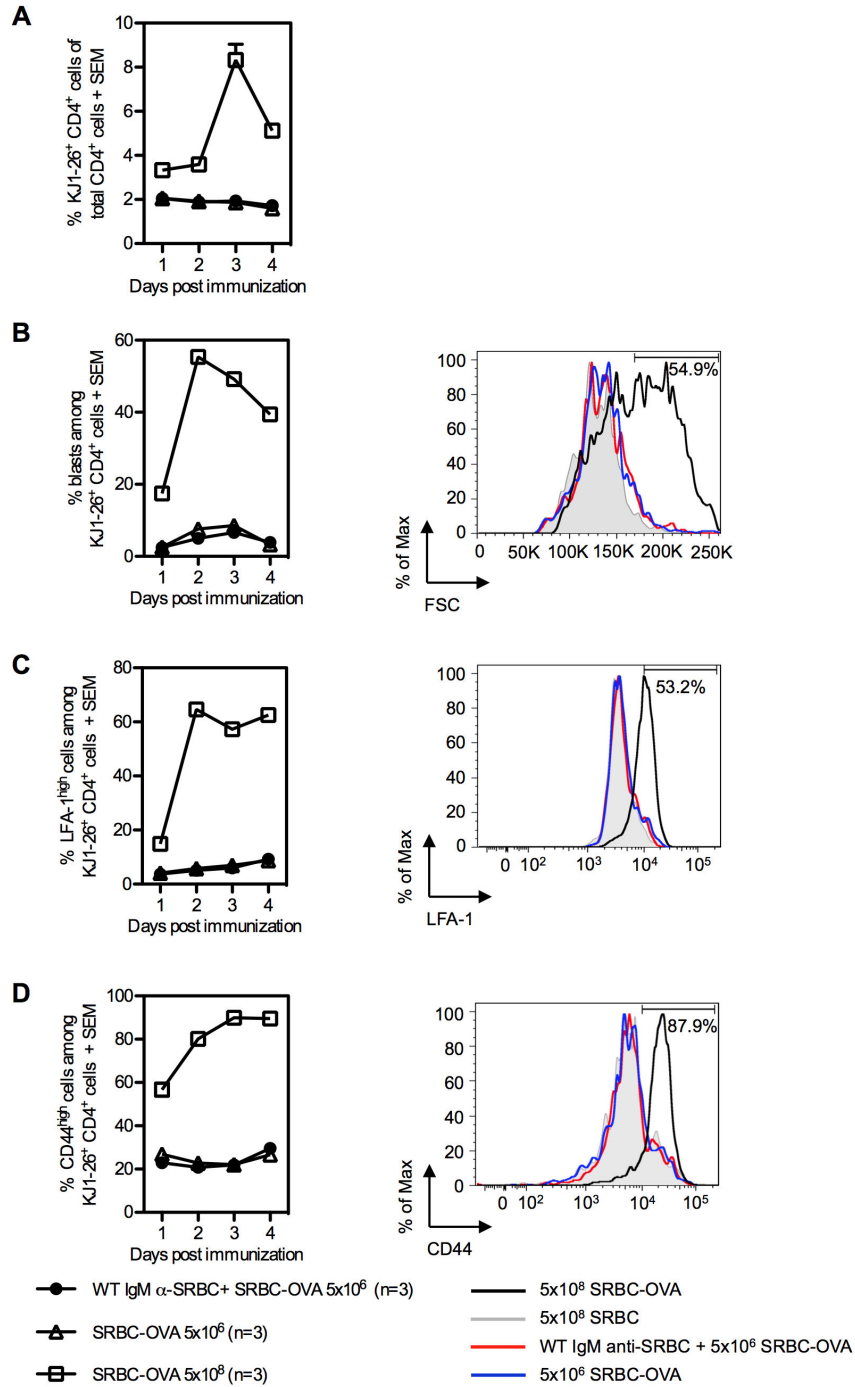 A
% KJ1-26⁺ CD4⁺ cells of
total CD4⁺ cells + SEM
10
8
6
4
2
0
1 2 3 4
Days post immunization
B
% blasts among
KJ1-26⁺ CD4⁺ cells + SEM
60
40
20
0
1 2 3 4
Days post immunization
% of Max
100
80
60
40
20
0
54.9%
0 50K 100K 150K 200K 250K
FSC
C
% LFA-1ʰⁱᵍʰ cells among
KJ1-26⁺ CD4⁺ cells + SEM
80
60
40
20
0
1 2 3 4
Days post immunization
% of Max
100
80
60
40
20
0
53.2%
0 10² 10³ 10⁴ 10⁵
LFA-1
D
% CD44ʰⁱᵍʰ cells among
KJ1-26⁺ CD4⁺ cells + SEM
100
80
60
40
20
0
1 2 3 4
Days post immunization
% of Max
100
80
60
40
20
0
87.9%
0 10² 10³ 10⁴ 10⁵
CD44
WT IgM α-SRBC+ SRBC-OVA 5x10⁶ (n=3)
SRBC-OVA 5x10⁶ (n=3)
SRBC-OVA 5x10⁸ (n=3)
5x10⁸ SRBC-OVA
5x10⁸ SRBC
WT IgM anti-SRBC + 5x10⁶ SRBC-OVA
5x10⁶ SRBC-OVA